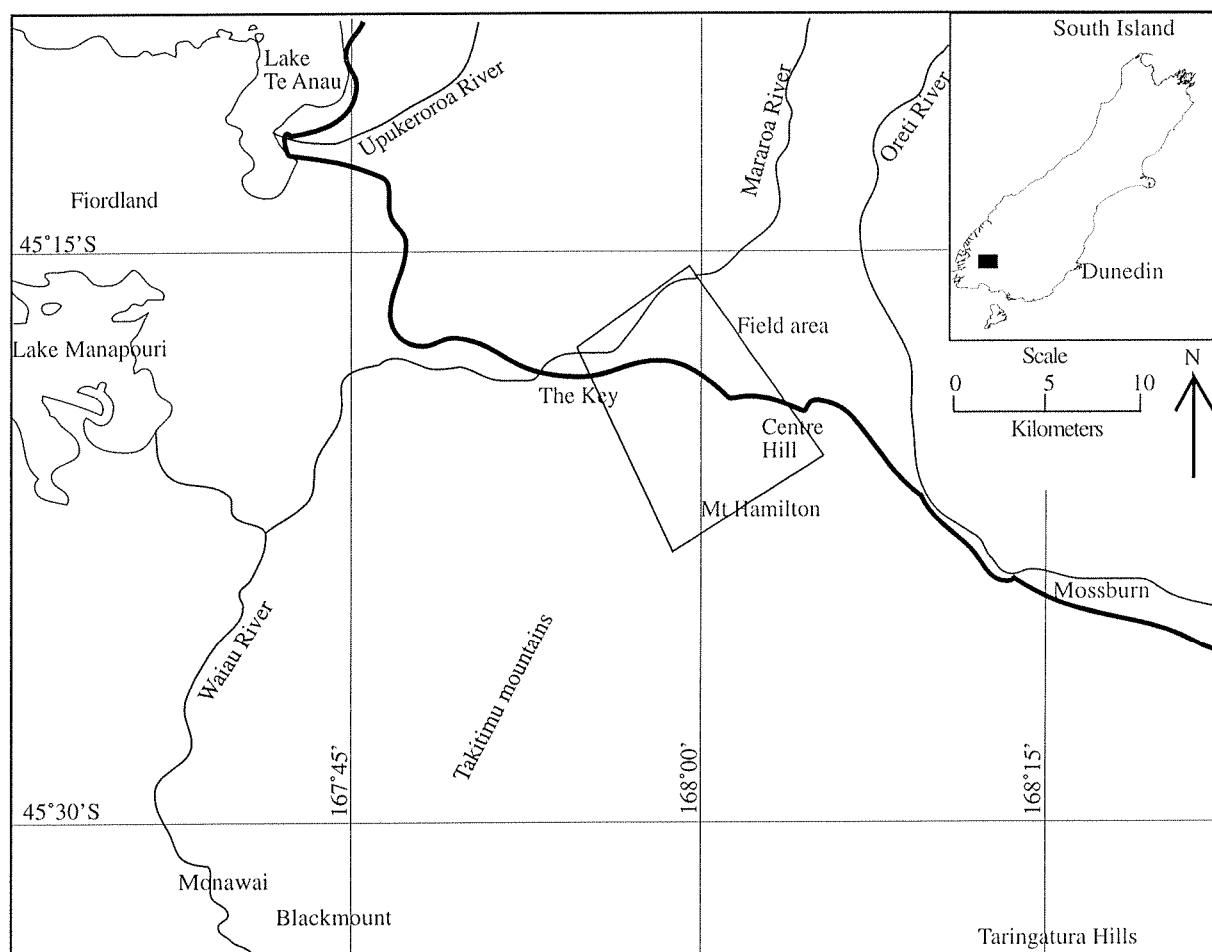 South Island
Lake
Te Anau
Upukeroroa River
Mararoa River
Oreti River
Fiordland
45°15'S
Dunedin
Lake Manapouri
Field area
Scale
N
0 5 10
Kilometers
The Key
Centre
Hill
Mt Hamilton
Mossburn
Waiau River
Takitimu mountains
167°45'
168°00'
168°15'
45°30'S
Monawai
Blackmount
Taringatura Hills